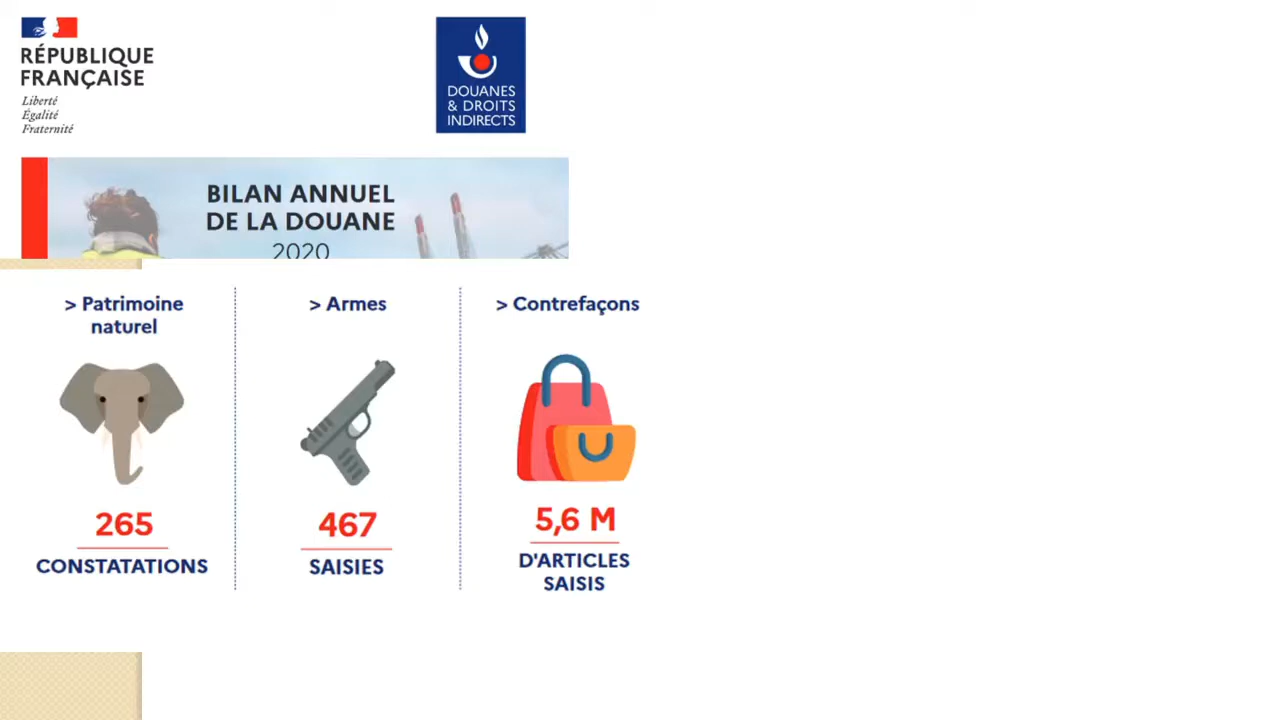 RÉPUBLIQUE
FRANÇAISE
Liberté
Égalité
Fraternité
DOUANES
& DROITS
INDIRECTS
BILAN ANNUEL
DE LA DOUANE
2020
> Patrimoine
naturel
265
CONSTATATIONS
> Armes
467
SAISIES
> Contrefaçons
5,6 M
D'ARTICLES
SAISIS